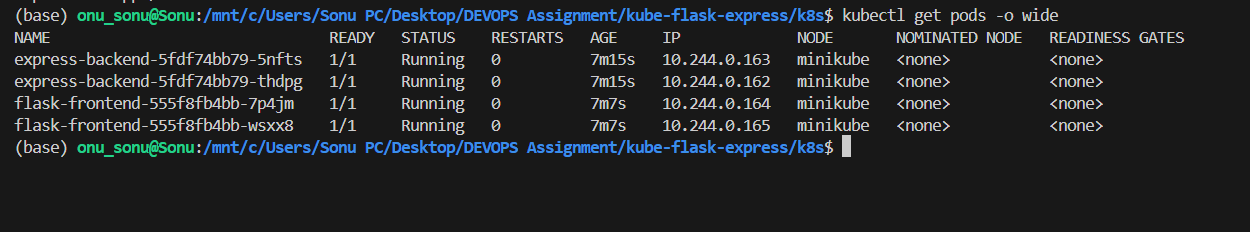 (base) onu_sonu@Sonu:/mnt/c/Users/Sonu PC/Desktop/DEVOPS Assignment/kube-flask-express/k8s$ kubectl get pods -o wide
NAME READY STATUS RESTARTS AGE IP NODE NOMINATED NODE READINESS GATES
express-backend-5fdf74bb79-5nfts 1/1 Running 0 7m15s 10.244.0.163 minikube <none> <none>
express-backend-5fdf74bb79-thdpg 1/1 Running 0 7m15s 10.244.0.162 minikube <none> <none>
flask-frontend-555f8fb4bb-7p4jm 1/1 Running 0 7m7s 10.244.0.164 minikube <none> <none>
flask-frontend-555f8fb4bb-wsxx8 1/1 Running 0 7m7s 10.244.0.165 minikube <none> <none>
(base) onu_sonu@Sonu:/mnt/c/Users/Sonu PC/Desktop/DEVOPS Assignment/kube-flask-express/k8s$